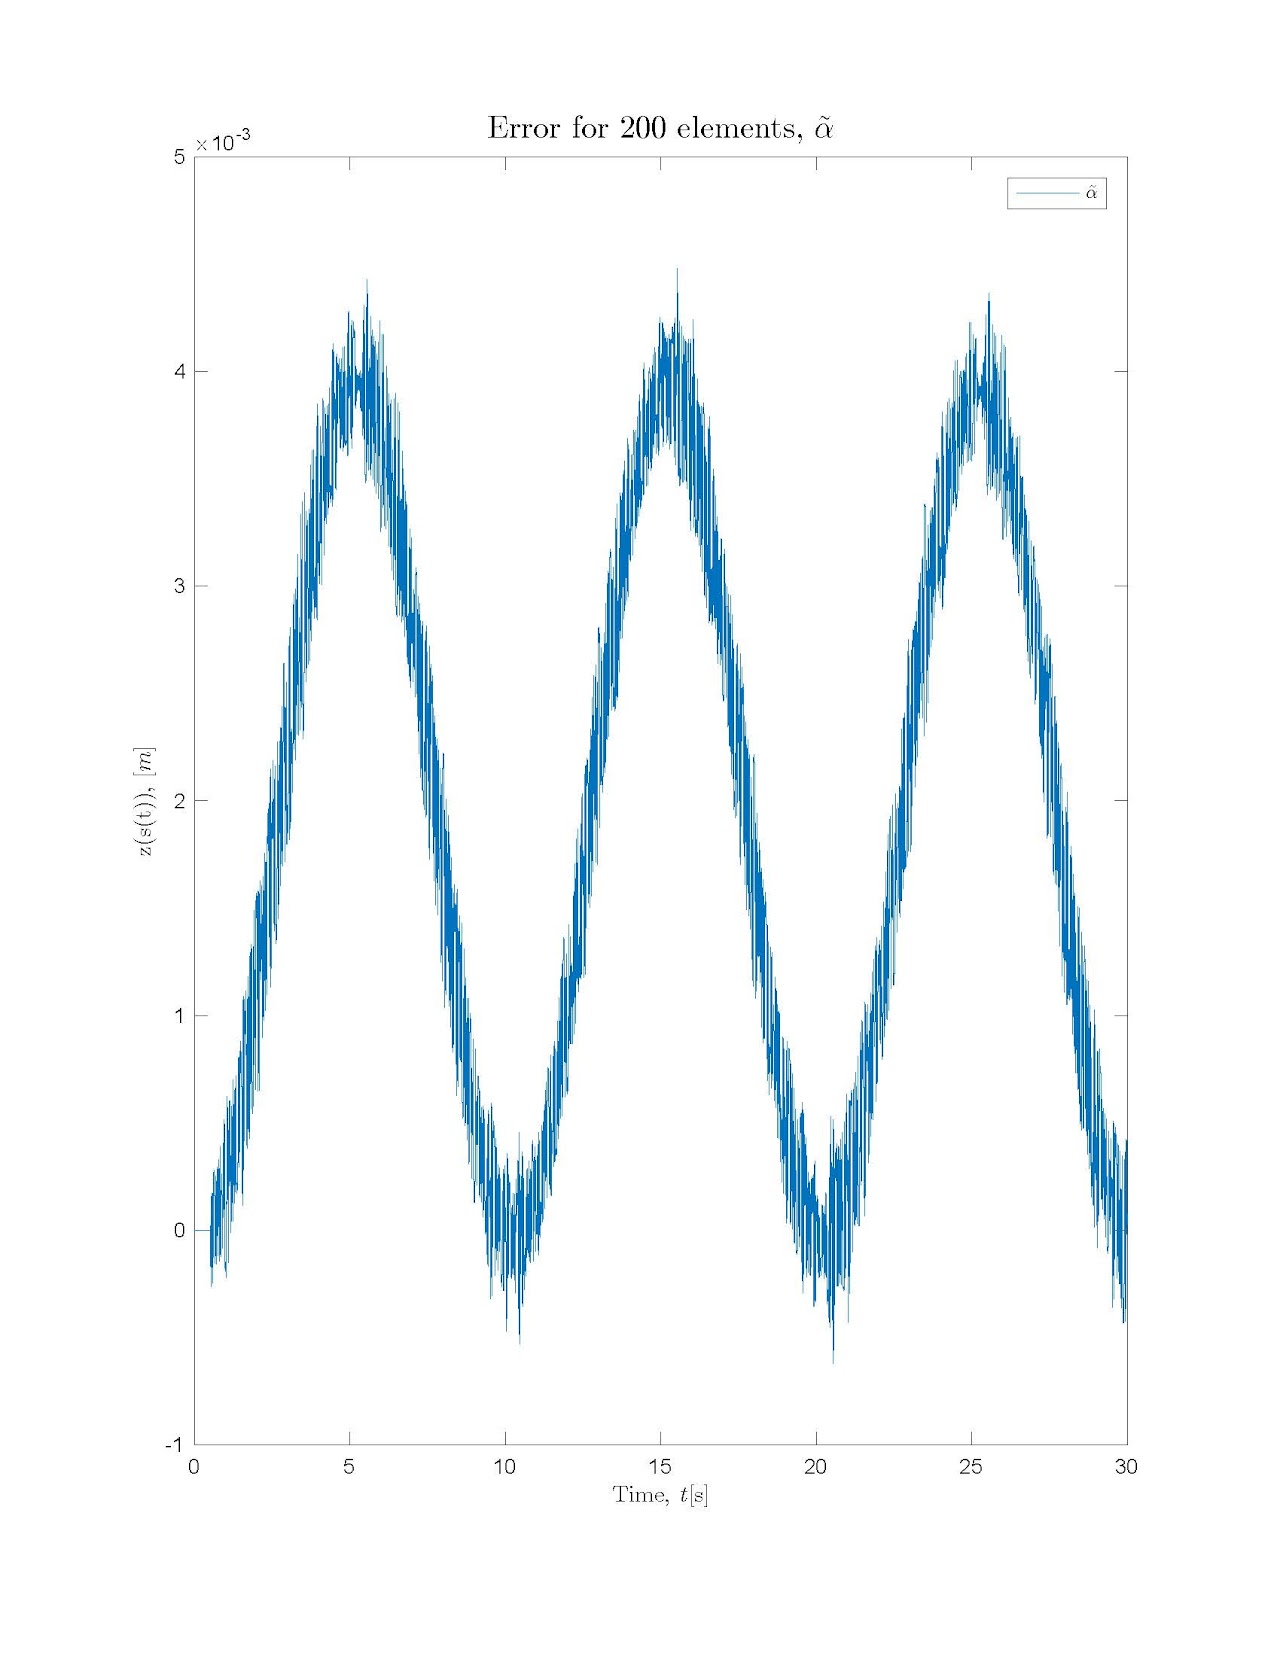 Error for 200 elements, α̃
×10-3
α̃
5
4
3
2
1
0
-1
z(s(t)), [m]
0 5 10 15 20 25 30
Time, t[s]